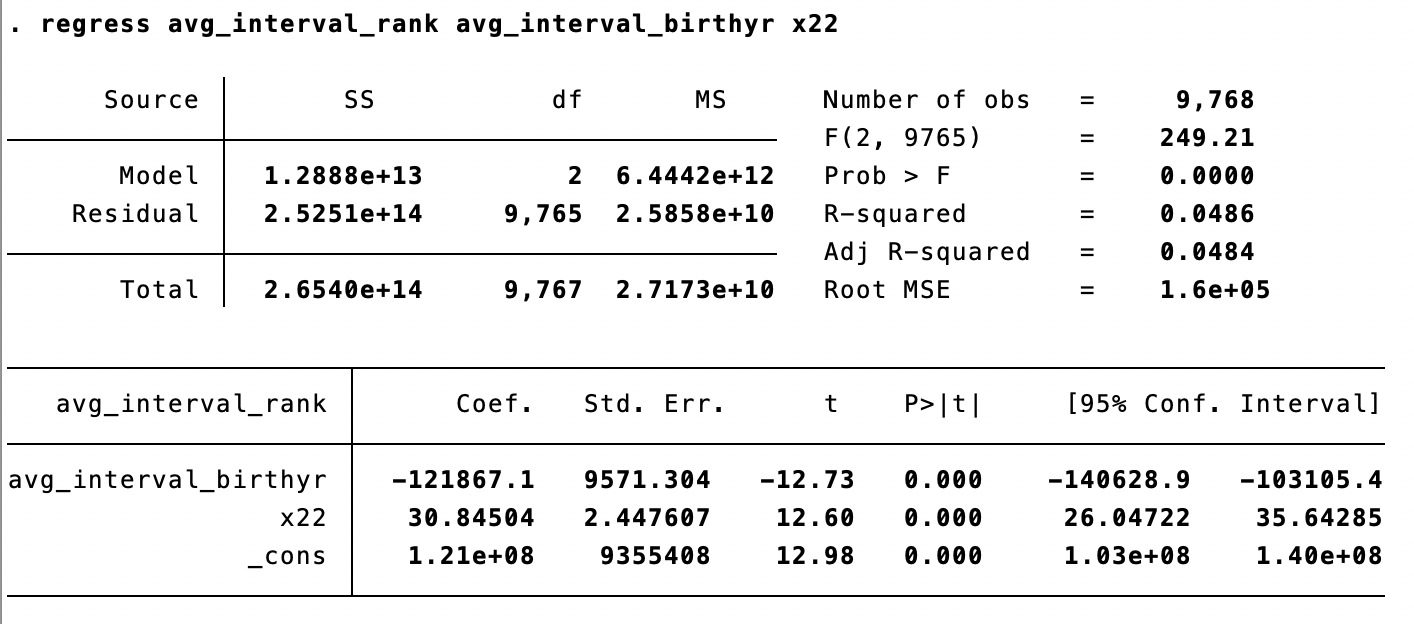 . regress avg_interval_rank avg_interval_birthyr x22
Source | SS df MS Number of obs = 9,768
F(2, 9765) = 249.21
Model | 1.2888e+13 2 6.4442e+12 Prob > F = 0.0000
Residual | 2.5251e+14 9,765 2.5858e+10 R-squared = 0.0486
Adj R-squared = 0.0484
Total | 2.6540e+14 9,767 2.7173e+10 Root MSE = 1.6e+05
avg_interval_rank | Coef. Std. Err. t P>|t| [95% Conf. Interval]
avg_interval_birthyr | -121867.1 9571.304 -12.73 0.000 -140628.9 -103105.4
x22 | 30.84504 2.447607 12.60 0.000 26.04722 35.64285
_cons | 1.21e+08 9355408 12.98 0.000 1.03e+08 1.40e+08